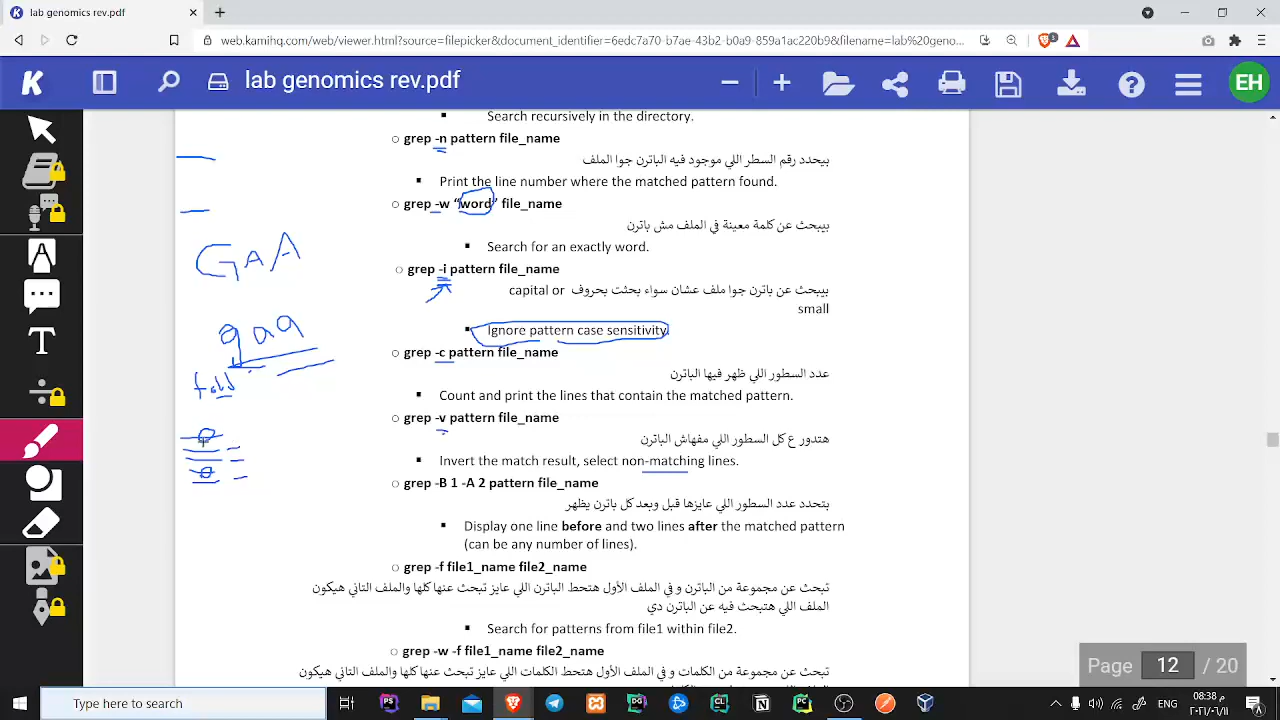 lab genomics rev.pdf
web.kamihq.com/web/viewer.html?source=filepicker&document_identifier=6edc7a70-b7ae-43b2-b0a9-859a1ac220b9&filename=lab%20geno...
K
lab genomics rev.pdf
EH
Search recursively in the directory.
grep -n pattern file_name
بيحدد رقم السطر اللي موجود فيه الباترن جوا الملف
Print the line number where the matched pattern found.
grep -w "word" file_name
بيبحث عن كلمة معينة في الملف مش باترن
Search for an exactly word.
GaA
grep -i pattern file_name
بيبحث عن باترن جوا ملف عشان سواء بحثت بحروف capital or
small
gaa
Ignore pattern case sensitivity.
grep -c pattern file_name
عدد السطور اللي ظهر فيها الباترن
Count and print the lines that contain the matched pattern.
grep -v pattern file_name
هتدور ع كل السطور اللي مفهاش الباترن
Invert the match result, select non-matching lines.
grep -B 1 -A 2 pattern file_name
بتحدد عدد السطور اللي عايزها قبل وبعد كل باترن يظهر
Display one line before and two lines after the matched pattern
(can be any number of lines).
grep -f file1_name file2_name
تبحث عن مجموعة من الباترن و في الملف الأول هتحط الباترن اللي عايز تبحث عنها كلها والملف التاني هيكون
الملف اللي هتبحث فيه عن الباترن دي
Search for patterns from file1 within file2.
grep -w -f file1_name file2_name
تبحث عن مجموعة من الكلمات و في الملف الأول هتحط الكلمات اللي عايز تبحث عنها كلها والملف التاني هيكون
Page 12 / 20
Type here to search
PS
DG
CL
PC
08:38 م